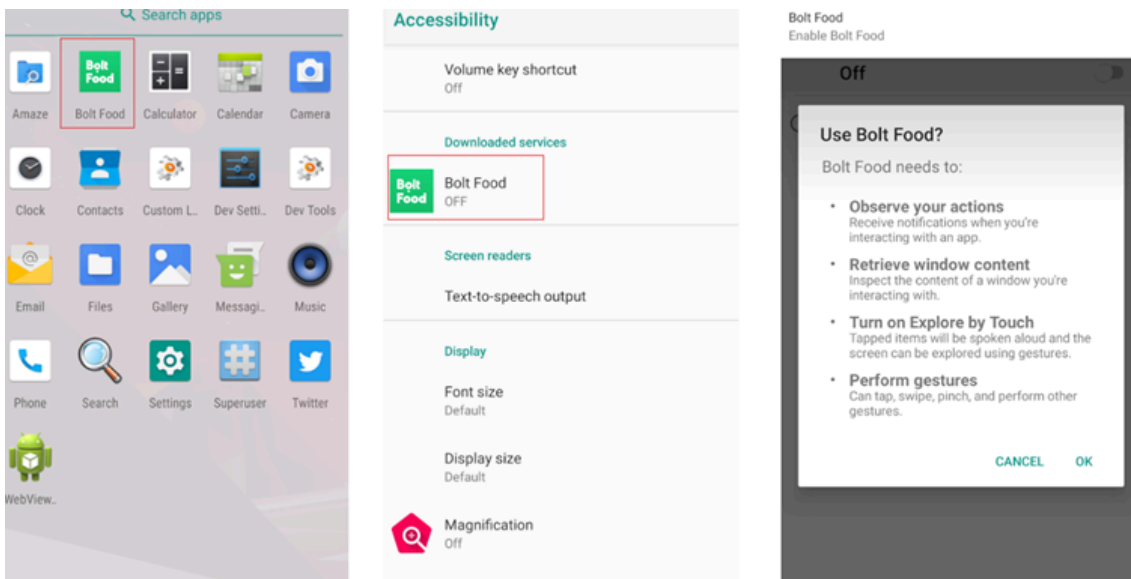 Search apps
Bolt
Food
Amaze
Bolt Food
Calculator
Calendar
Camera
Clock
Contacts
Custom L..
Dev Setti..
Dev Tools
Email
Files
Gallery
Messagi..
Music
Phone
Search
Settings
Superuser
Twitter
WebView..
Accessibility
Volume key shortcut
Off
Downloaded services
Bolt
Food
Bolt Food
OFF
Screen readers
Text-to-speech output
Display
Font size
Default
Display size
Default
Magnification
Off
Bolt Food
Enable Bolt Food
Off
Use Bolt Food?
Bolt Food needs to:
• Observe your actions
Receive notifications when you're
interacting with an app.
• Retrieve window content
Inspect the content of a window you're
interacting with.
• Turn on Explore by Touch
Tapped items will be spoken aloud and the
screen can be explored using gestures.
• Perform gestures
Can tap, swipe, pinch, and perform other
gestures.
CANCEL OK